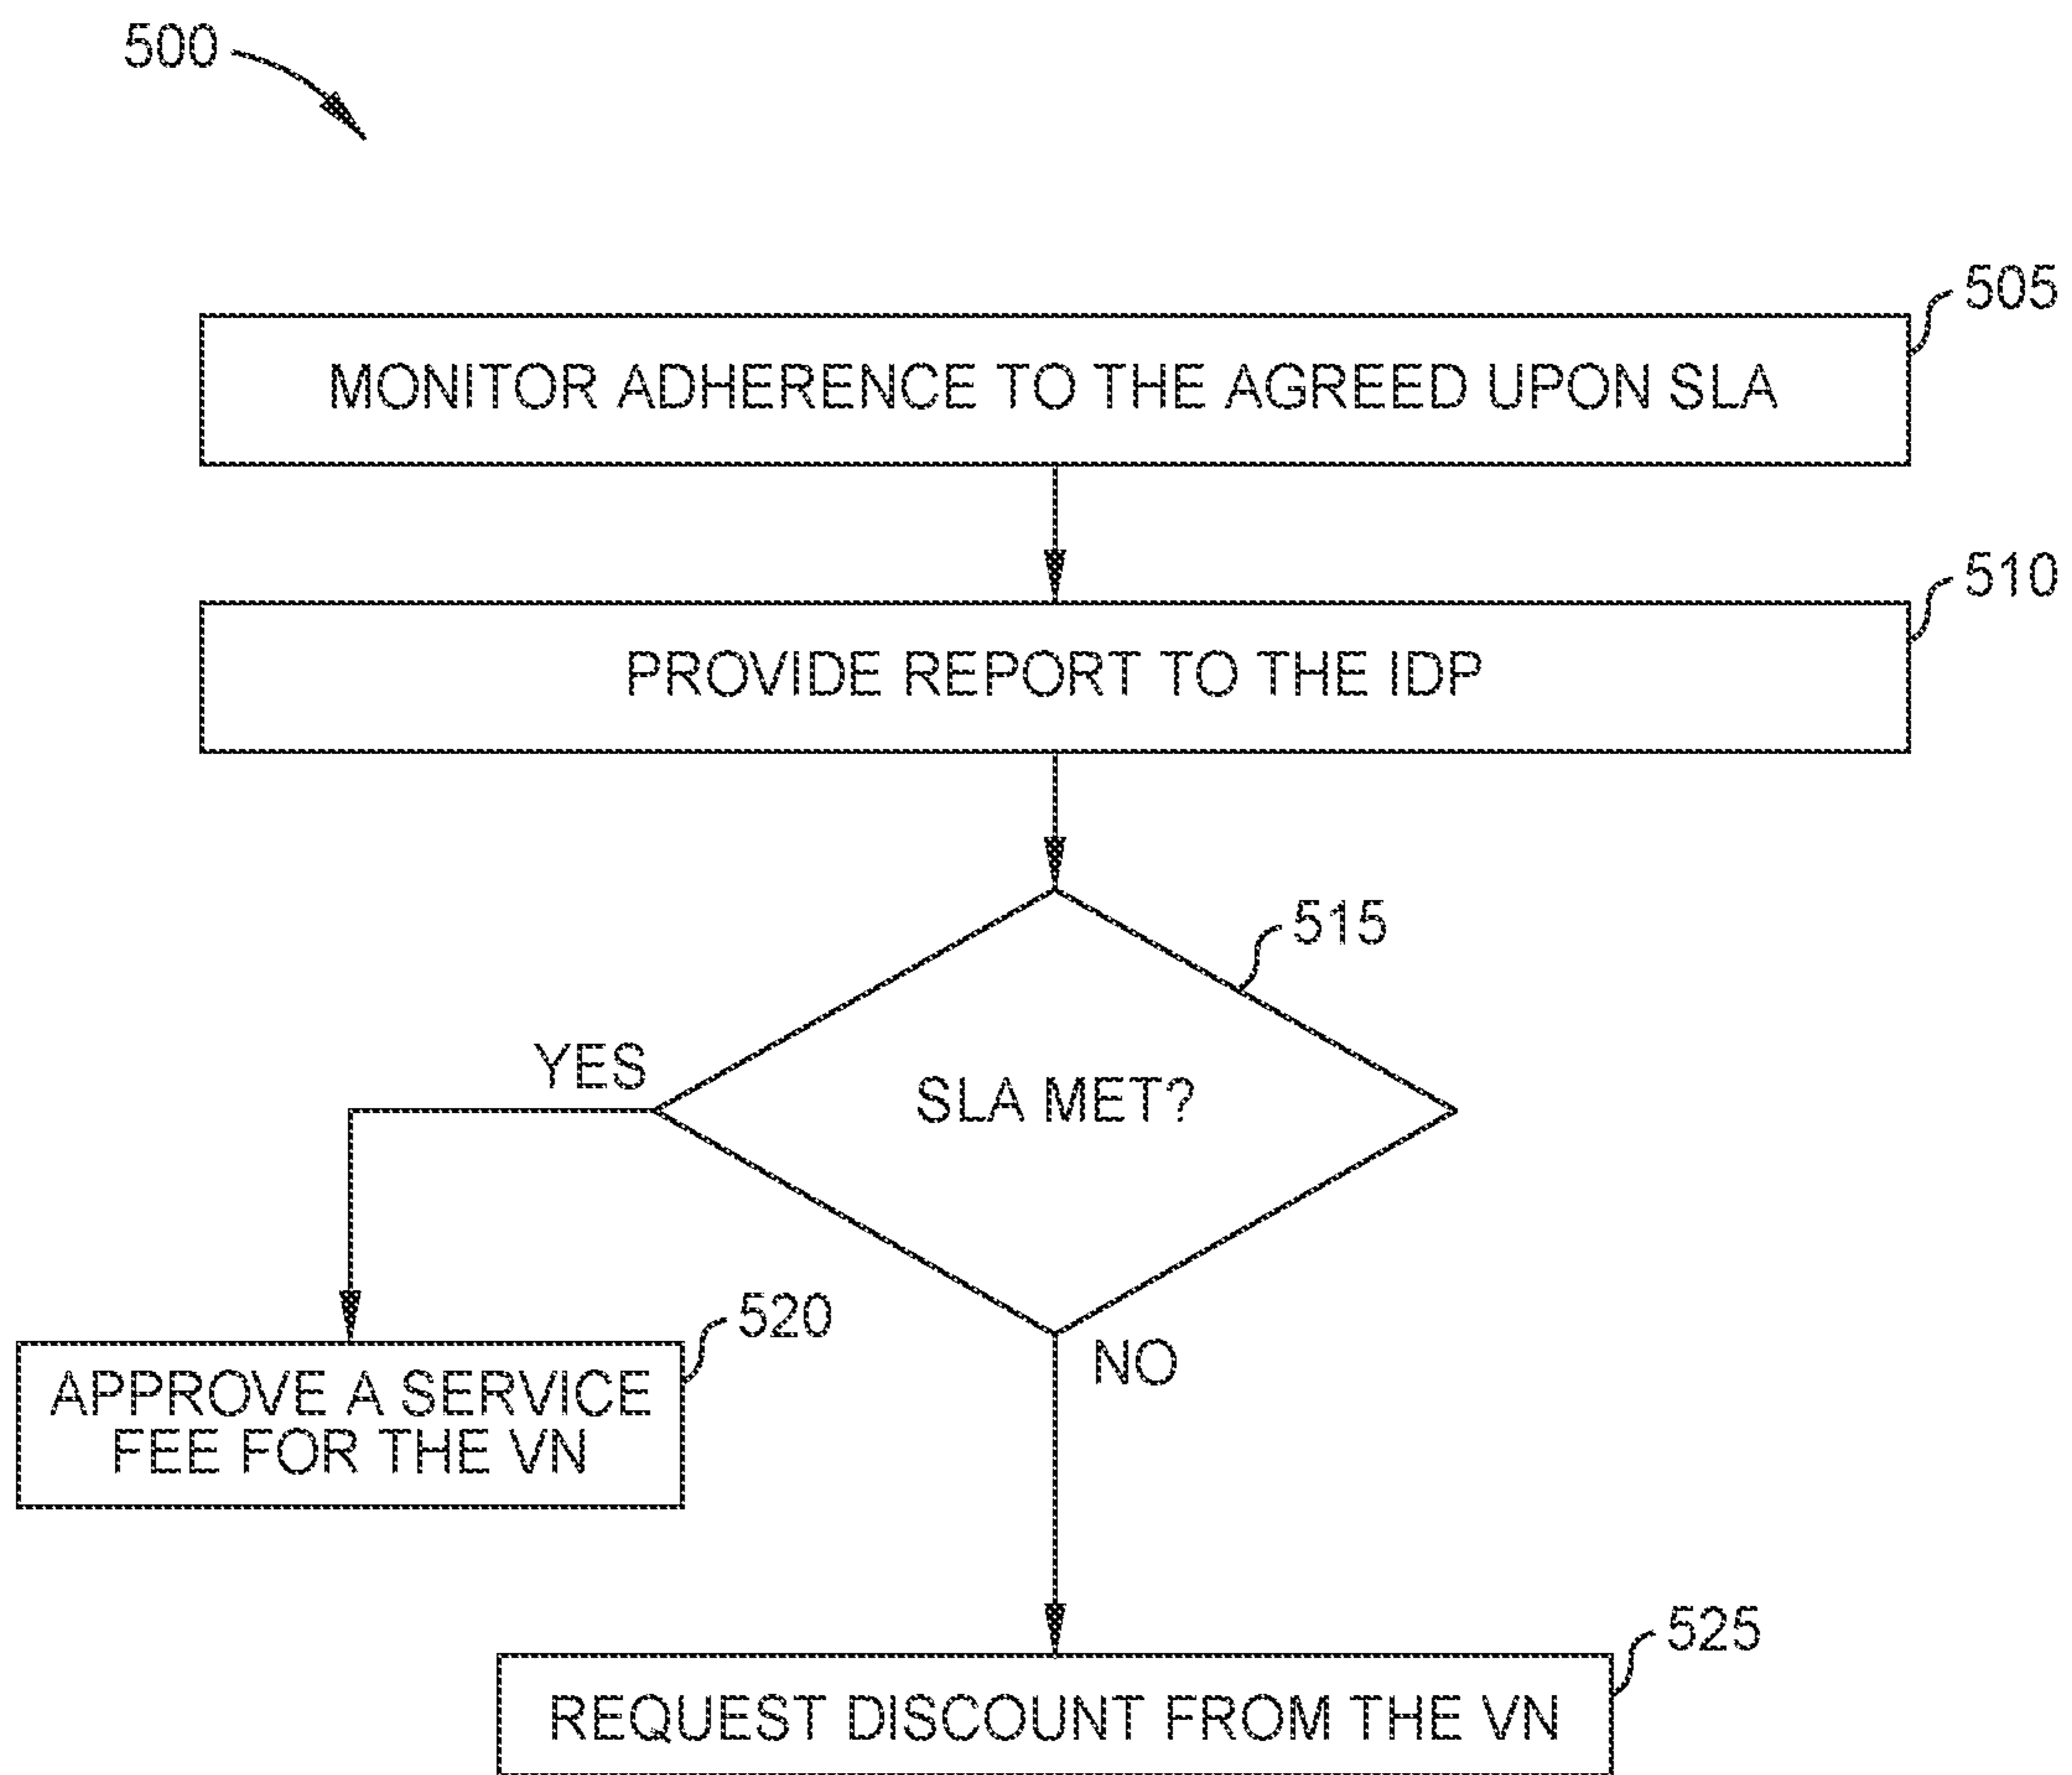 500
505
MONITOR ADHERENCE TO THE AGREED UPON SLA
510
PROVIDE REPORT TO THE IDP
515
YES
SLA MET?
520
NO
APPROVE A SERVICE
FEE FOR THE VN
525
REQUEST DISCOUNT FROM THE VN